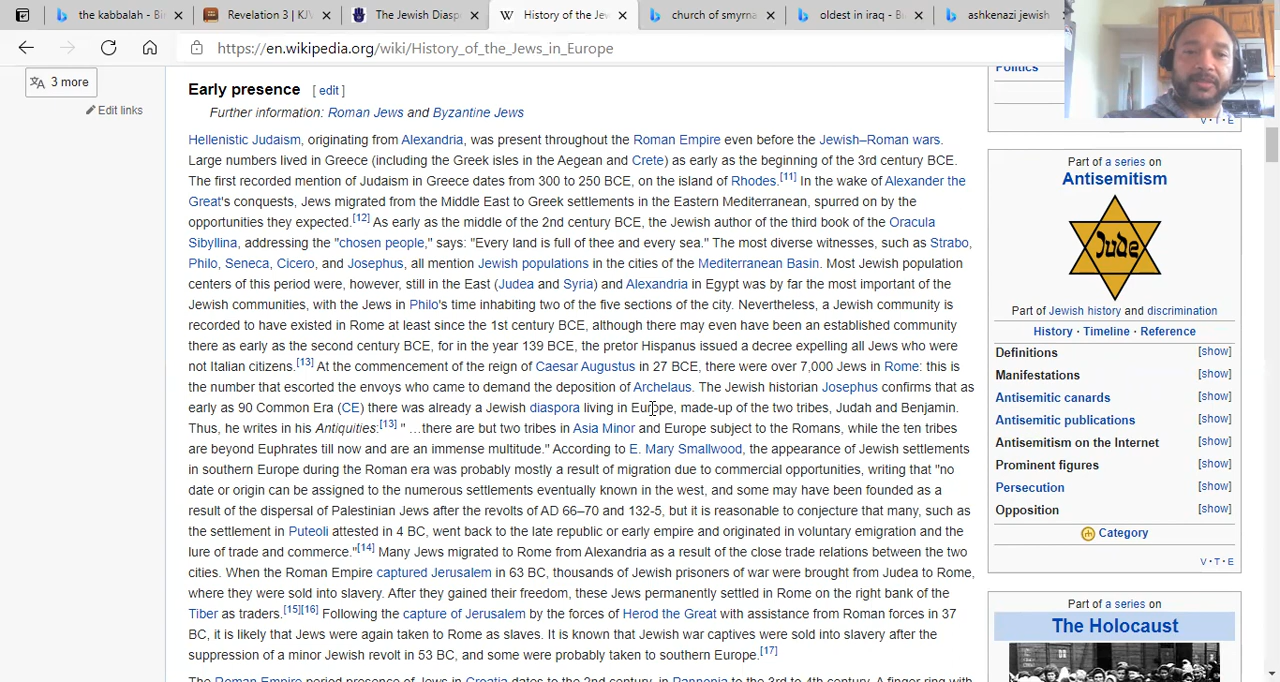 the kabbalah - Bin
Revelation 3 | KJV
The Jewish Diasp
History of the Jew
church of smyrna
oldest in iraq - B
ashkenazi jewish
https://en.wikipedia.org/wiki/History_of_the_Jews_in_Europe
3 more
Edit links
Early presence [ edit ]
Further information: Roman Jews and Byzantine Jews
Hellenistic Judaism, originating from Alexandria, was present throughout the Roman Empire even before the Jewish–Roman wars.
Large numbers lived in Greece (including the Greek isles in the Aegean and Crete) as early as the beginning of the 3rd century BCE.
The first recorded mention of Judaism in Greece dates from 300 to 250 BCE, on the island of Rhodes.[11] In the wake of Alexander the
Great's conquests, Jews migrated from the Middle East to Greek settlements in the Eastern Mediterranean, spurred on by the
opportunities they expected.[12] As early as the middle of the 2nd century BCE, the Jewish author of the third book of the Oracula
Sibyllina, addressing the "chosen people," says: "Every land is full of thee and every sea." The most diverse witnesses, such as Strabo,
Philo, Seneca, Cicero, and Josephus, all mention Jewish populations in the cities of the Mediterranean Basin. Most Jewish population
centers of this period were, however, still in the East (Judea and Syria) and Alexandria in Egypt was by far the most important of the
Jewish communities, with the Jews in Philo's time inhabiting two of the five sections of the city. Nevertheless, a Jewish community is
recorded to have existed in Rome at least since the 1st century BCE, although there may even have been an established community
there as early as the second century BCE, for in the year 139 BCE, the pretor Hispanus issued a decree expelling all Jews who were
not Italian citizens.[13] At the commencement of the reign of Caesar Augustus in 27 BCE, there were over 7,000 Jews in Rome: this is
the number that escorted the envoys who came to demand the deposition of Archelaus. The Jewish historian Josephus confirms that as
early as 90 Common Era (CE) there was already a Jewish diaspora living in Europe, made-up of the two tribes, Judah and Benjamin.
Thus, he writes in his Antiquities:[13] " …there are but two tribes in Asia Minor and Europe subject to the Romans, while the ten tribes
are beyond Euphrates till now and are an immense multitude." According to E. Mary Smallwood, the appearance of Jewish settlements
in southern Europe during the Roman era was probably mostly a result of migration due to commercial opportunities, writing that "no
date or origin can be assigned to the numerous settlements eventually known in the west, and some may have been founded as a
result of the dispersal of Palestinian Jews after the revolts of AD 66–70 and 132-5, but it is reasonable to conjecture that many, such as
the settlement in Puteoli attested in 4 BC, went back to the late republic or early empire and originated in voluntary emigration and the
lure of trade and commerce."[14] Many Jews migrated to Rome from Alexandria as a result of the close trade relations between the two
cities. When the Roman Empire captured Jerusalem in 63 BC, thousands of Jewish prisoners of war were brought from Judea to Rome,
where they were sold into slavery. After they gained their freedom, these Jews permanently settled in Rome on the right bank of the
Tiber as traders.[15][16] Following the capture of Jerusalem by the forces of Herod the Great with assistance from Roman forces in 37
BC, it is likely that Jews were again taken to Rome as slaves. It is known that Jewish war captives were sold into slavery after the
suppression of a minor Jewish revolt in 53 BC, and some were probably taken to southern Europe.[17]
The Roman Empire period presence of Jews in Croatia dates to the 2nd century, in Pannonia to the 3rd to 4th century. A finger ring with
Politics
V · T · E
Part of a series on
Antisemitism
Jude
Part of Jewish history and discrimination
History · Timeline · Reference
Definitions [show]
Manifestations [show]
Antisemitic canards [show]
Antisemitic publications [show]
Antisemitism on the Internet [show]
Prominent figures [show]
Persecution [show]
Opposition [show]
Category
V · T · E
Part of a series on
The Holocaust